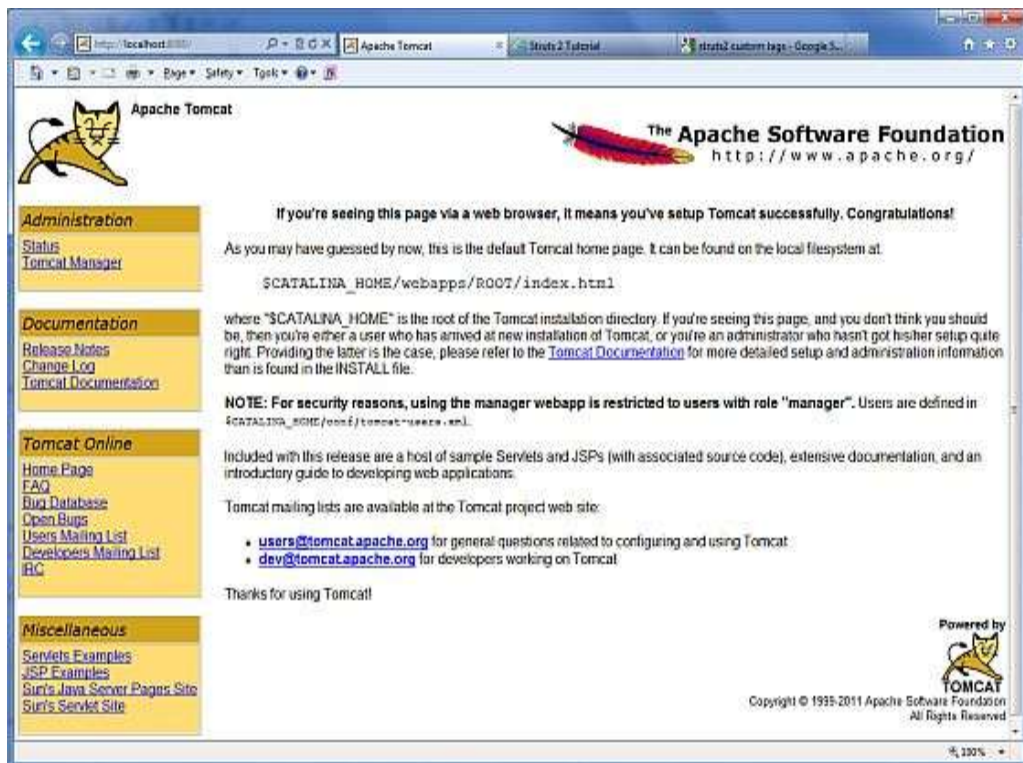 http://localhost:8080/
Apache Tomcat
Struts 2 Tutorial
struts2 custom tags - Google S...
Page
Safety
Tools
Apache Tomcat
The Apache Software Foundation
http://www.apache.org/
Administration
Status
Tomcat Manager
Documentation
Release Notes
Change Log
Tomcat Documentation
Tomcat Online
Home Page
FAQ
Bug Database
Open Bugs
Users Mailing List
Developers Mailing List
IRC
Miscellaneous
Servlets Examples
JSP Examples
Sun's Java Server Pages Site
Sun's Servlet Site
If you're seeing this page via a web browser, it means you've setup Tomcat successfully. Congratulations!
As you may have guessed by now, this is the default Tomcat home page. It can be found on the local filesystem at:
$CATALINA_HOME/webapps/ROOT/index.html
where "$CATALINA_HOME" is the root of the Tomcat installation directory. If you're seeing this page, and you don't think you should
be, then you're either a user who has arrived at new installation of Tomcat, or you're an administrator who hasn't got his/her setup quite
right. Providing the latter is the case, please refer to the Tomcat Documentation for more detailed setup and administration information
than is found in the INSTALL file.
NOTE: For security reasons, using the manager webapp is restricted to users with role "manager". Users are defined in
$CATALINA_HOME/conf/tomcat-users.xml.
Included with this release are a host of sample Servlets and JSPs (with associated source code), extensive documentation, and an
introductory guide to developing web applications.
Tomcat mailing lists are available at the Tomcat project web site:
users@tomcat.apache.org for general questions related to configuring and using Tomcat
dev@tomcat.apache.org for developers working on Tomcat
Thanks for using Tomcat!
Powered by
TOMCAT
Copyright © 1999-2011 Apache Software Foundation
All Rights Reserved
100%